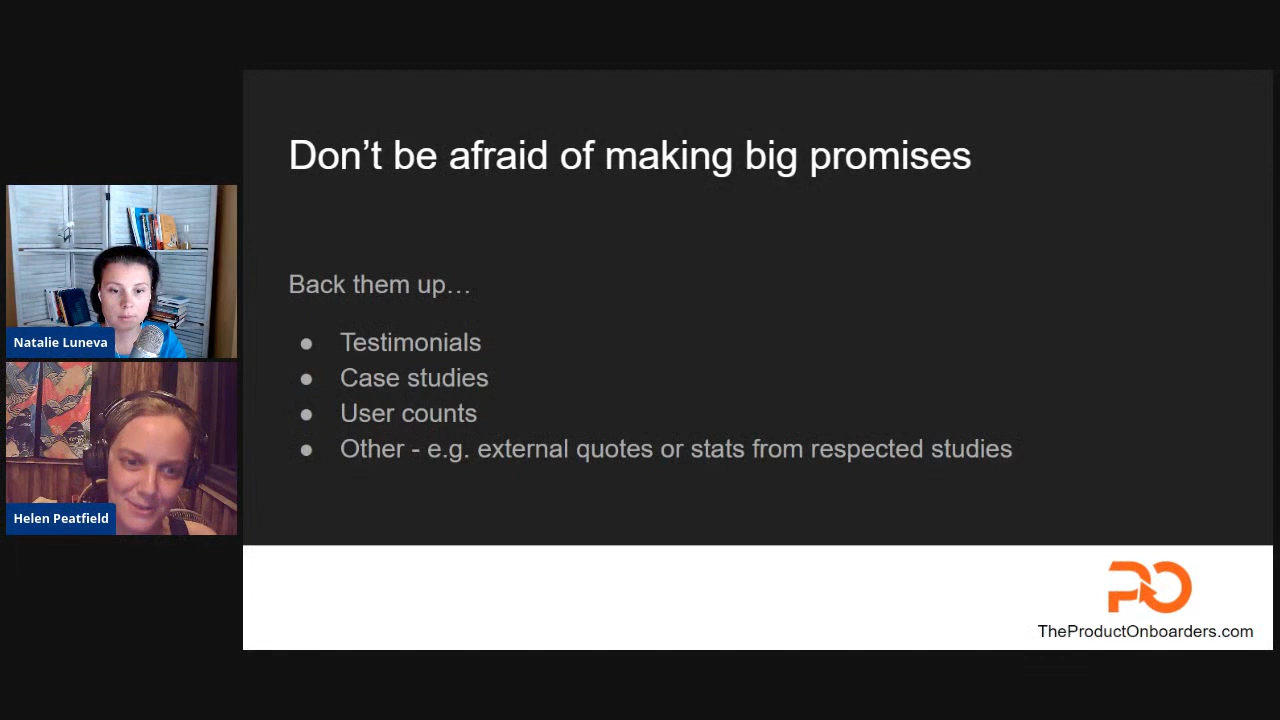 Don’t be afraid of making big promises
Back them up…
● Testimonials
● Case studies
● User counts
● Other - e.g. external quotes or stats from respected studies
Natalie Luneva
Helen Peatfield
PO
TheProductOnboarders.com